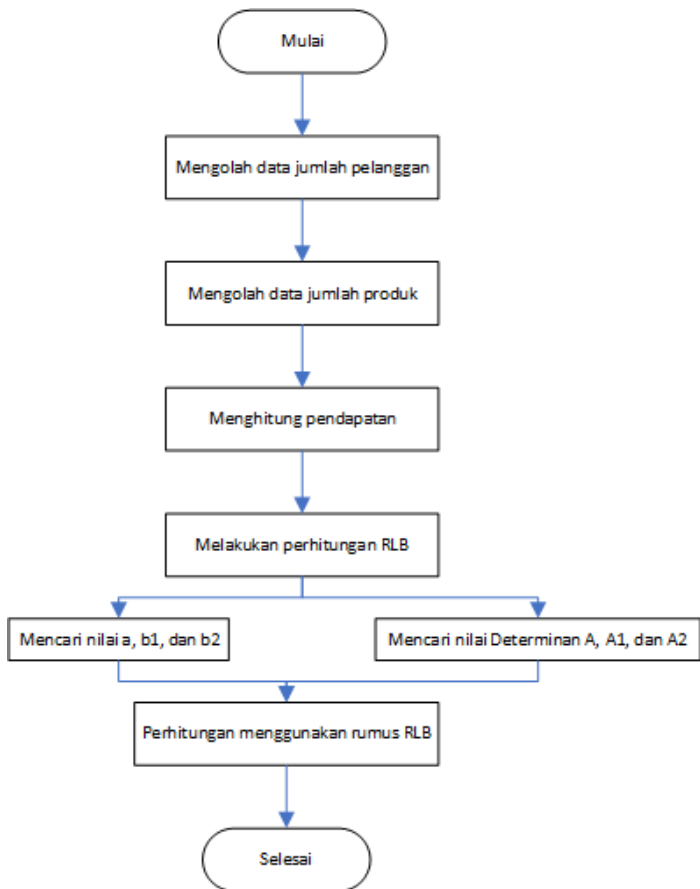 Mulai
Mengolah data jumlah pelanggan
Mengolah data jumlah produk
Menghitung pendapatan
Melakukan perhitungan RLB
Mencari nilai a, b1, dan b2
Mencari nilai Determinan A, A1, dan A2
Perhitungan menggunakan rumus RLB
Selesai